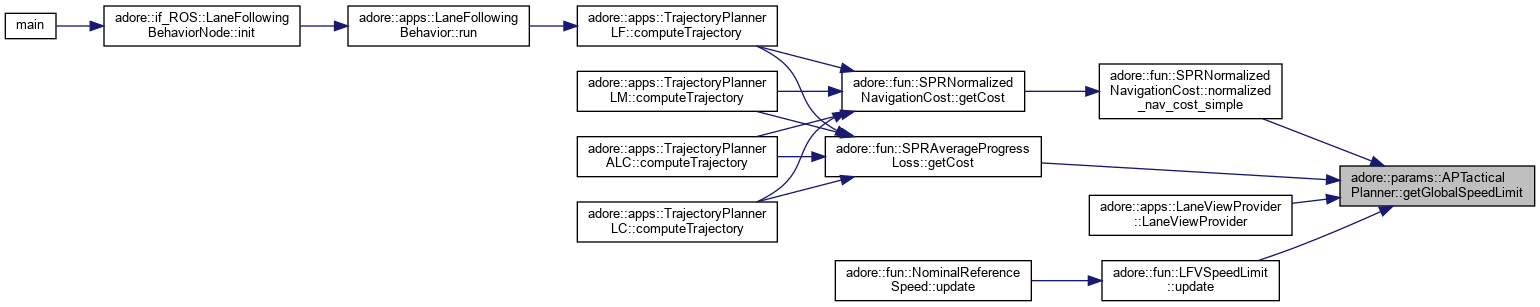 main
adore::if_ROS::LaneFollowing
BehaviorNode::init
adore::apps::LaneFollowing
Behavior::run
adore::apps::TrajectoryPlanner
LF::computeTrajectory
adore::apps::TrajectoryPlanner
LM::computeTrajectory
adore::apps::TrajectoryPlanner
ALC::computeTrajectory
adore::apps::TrajectoryPlanner
LC::computeTrajectory
adore::fun::SPRNormalized
NavigationCost::getCost
adore::fun::SPRAverageProgress
Loss::getCost
adore::fun::NominalReference
Speed::update
adore::fun::SPRNormalized
NavigationCost::normalized
_nav_cost_simple
adore::apps::LaneViewProvider
::LaneViewProvider
adore::fun::LFVSpeedLimit
::update
adore::params::APTactical
Planner::getGlobalSpeedLimit